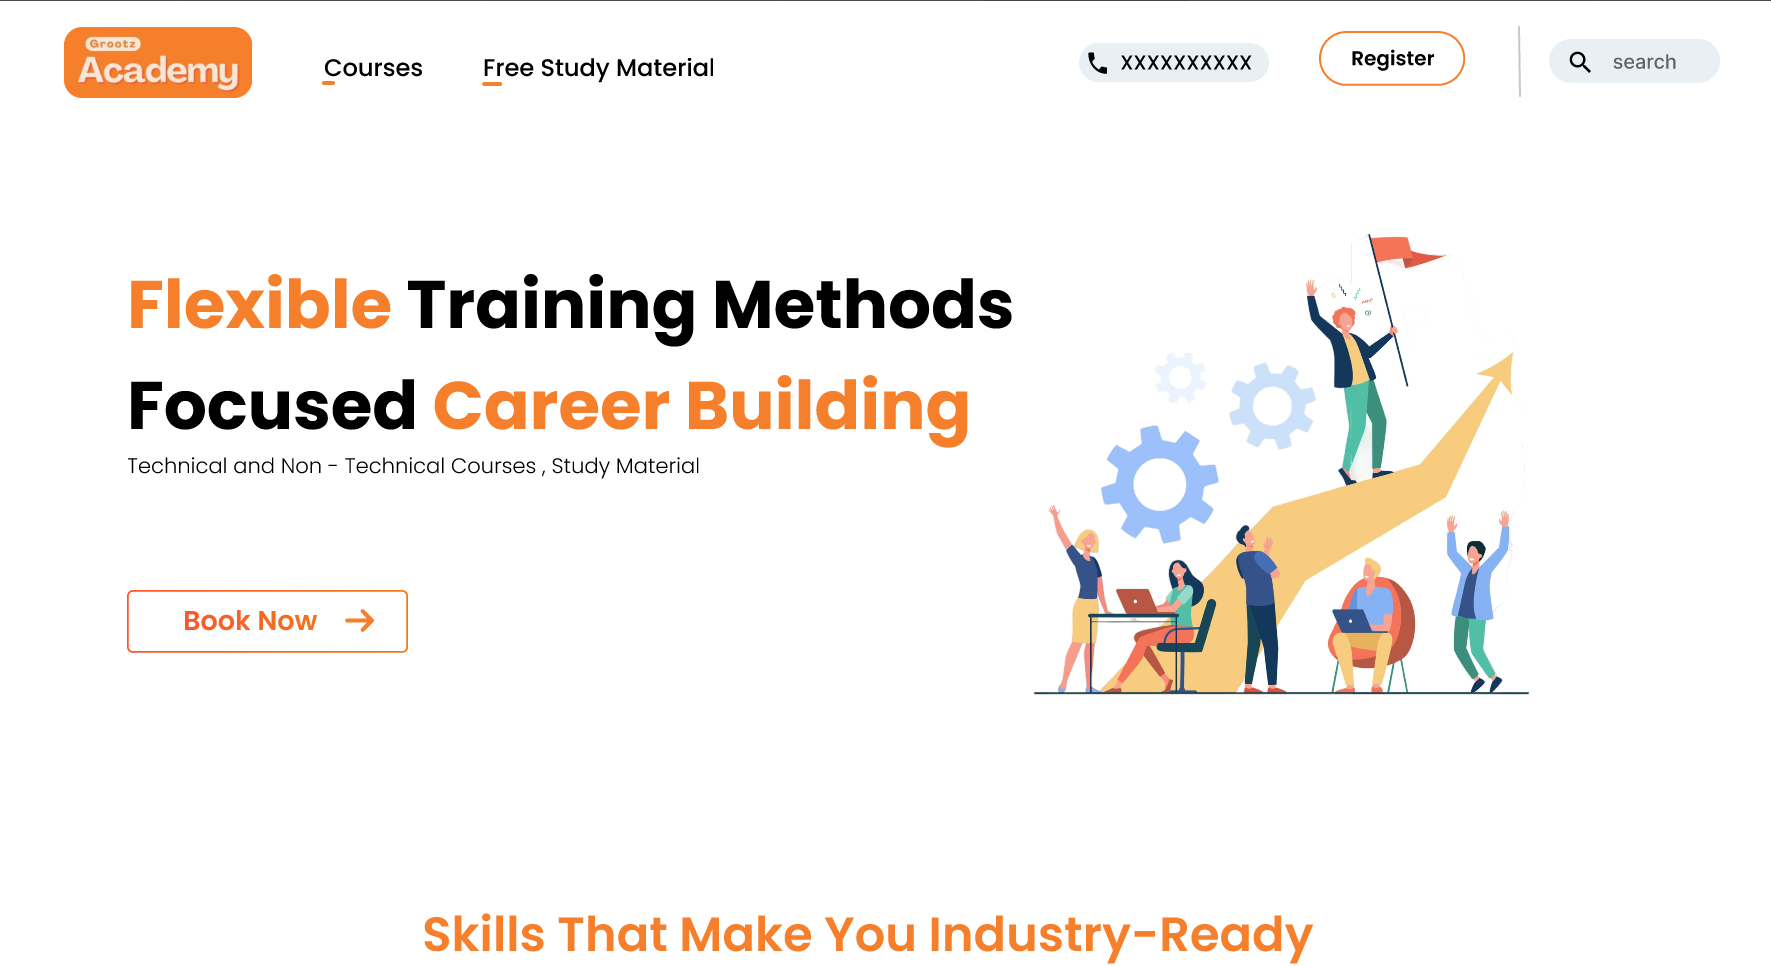 Grootz
Academy
Courses
Free Study Material
XXXXXXXXXX
Register
search
Flexible Training Methods
Focused Career Building
Technical and Non - Technical Courses , Study Material
Book Now
Skills That Make You Industry-Ready